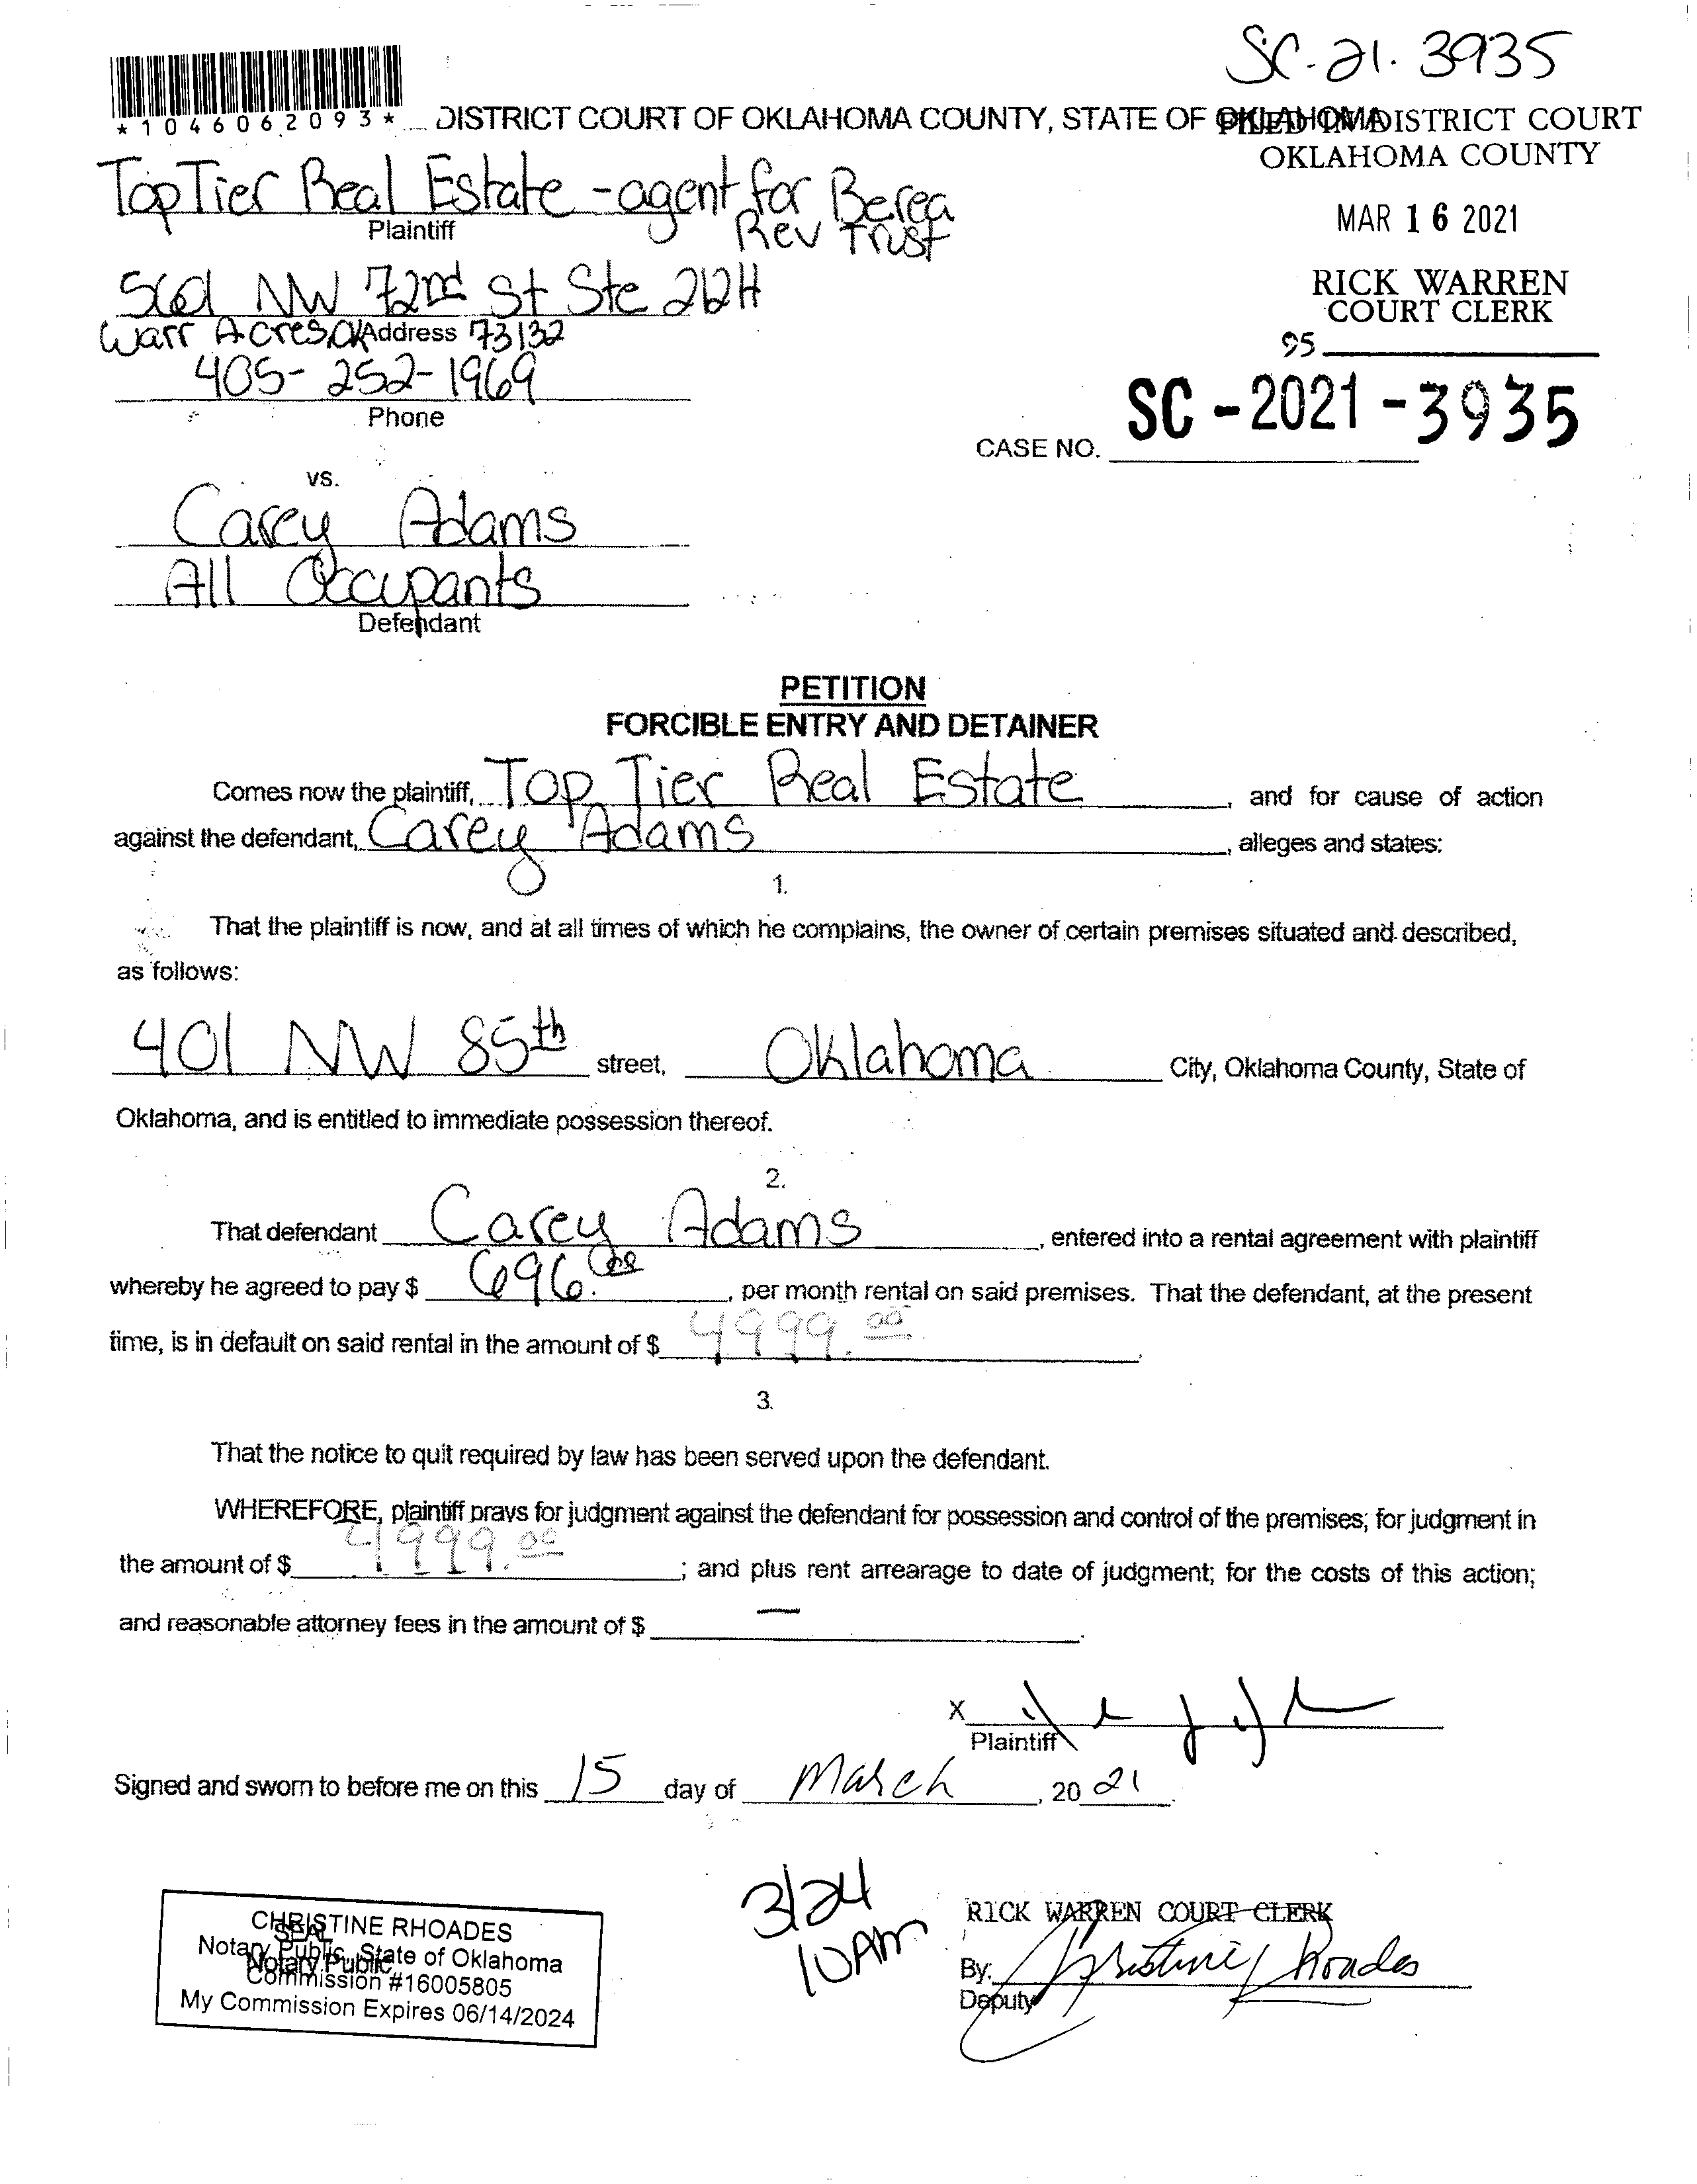 SC-21. 3935
*1046062093*
DISTRICT COURT OF OKLAHOMA COUNTY, STATE OF OKLAHOMA
FILED IN DISTRICT COURT
OKLAHOMA COUNTY
Top Tier Real Estate - agent for Berea
Rev Trust
Plaintiff
MAR 16 2021
NW 72nd St Ste 212H
RICK WARREN
COURT CLERK
Warr Acres, OK Address 73132
95
405-252-1969
Phone
CASE NO. SC-2021-3935
vs.
Carey Adams
All Occupants
Defendant
PETITION
FORCIBLE ENTRY AND DETAINER
Comes now the plaintiff, Top Tier Real Estate, and for cause of action
against the defendant, Carey Adams, alleges and states:
1.
That the plaintiff is now, and at all times of which he complains, the owner of certain premises situated and described,
as follows:
401 NW 85th street, Oklahoma City, Oklahoma County, State of
Oklahoma, and is entitled to immediate possession thereof.
2.
That defendant Carey Adams, entered into a rental agreement with plaintiff
whereby he agreed to pay $ 696.00, per month rental on said premises. That the defendant, at the present
time, is in default on said rental in the amount of $ 4999.00.
3.
That the notice to quit required by law has been served upon the defendant.
WHEREFORE, plaintiff prays for judgment against the defendant for possession and control of the premises; for judgment in
the amount of $ 4999.00; and plus rent arrearage to date of judgment; for the costs of this action;
and reasonable attorney fees in the amount of $ —.
X
Plaintiff
Signed and sworn to before me on this 15 day of March, 2021.
3/24
10AM
CHRISTINE RHOADES
SEAL
Notary Public, State of Oklahoma
Notary Public
Commission #16005805
My Commission Expires 06/14/2024
RICK WARREN COURT CLERK
By: Christine Rhoades
Deputy